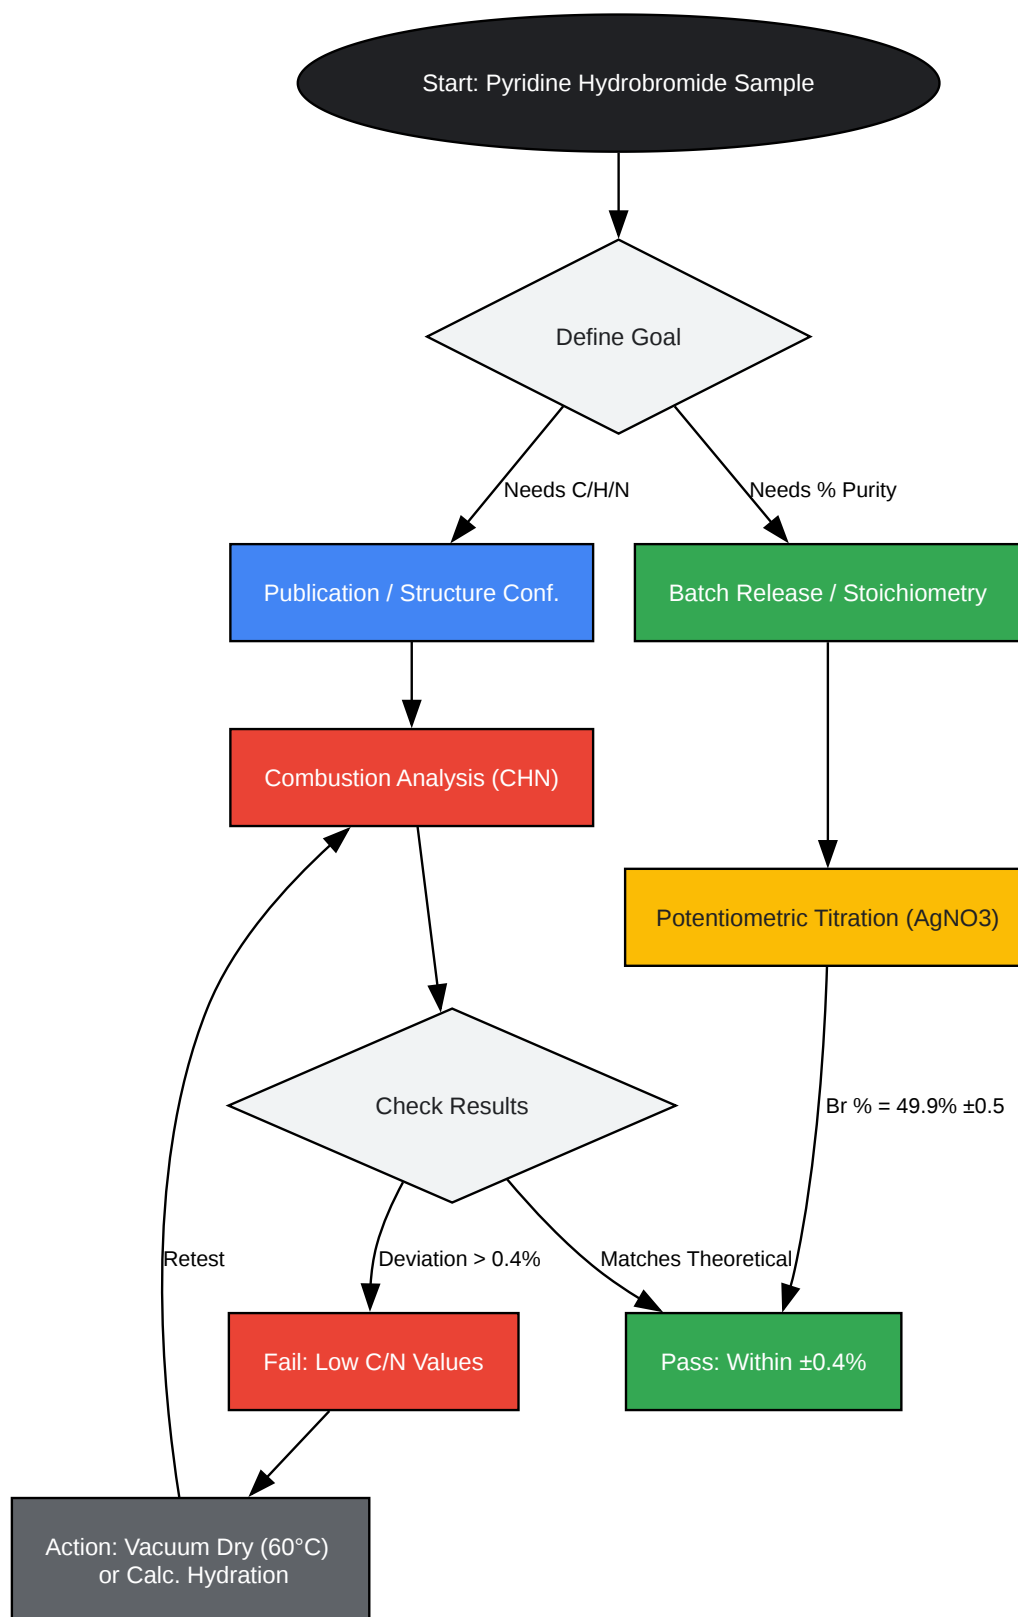 Start: Pyridine Hydrobromide Sample
Define Goal
Needs C/H/N
Needs % Purity
Publication / Structure Conf.
Batch Release / Stoichiometry
Combustion Analysis (CHN)
Potentiometric Titration (AgNO3)
Check Results
Br % = 49.9% ±0.5
Retest
Deviation > 0.4%
Matches Theoretical
Fail: Low C/N Values
Pass: Within ±0.4%
Action: Vacuum Dry (60°C)
or Calc. Hydration